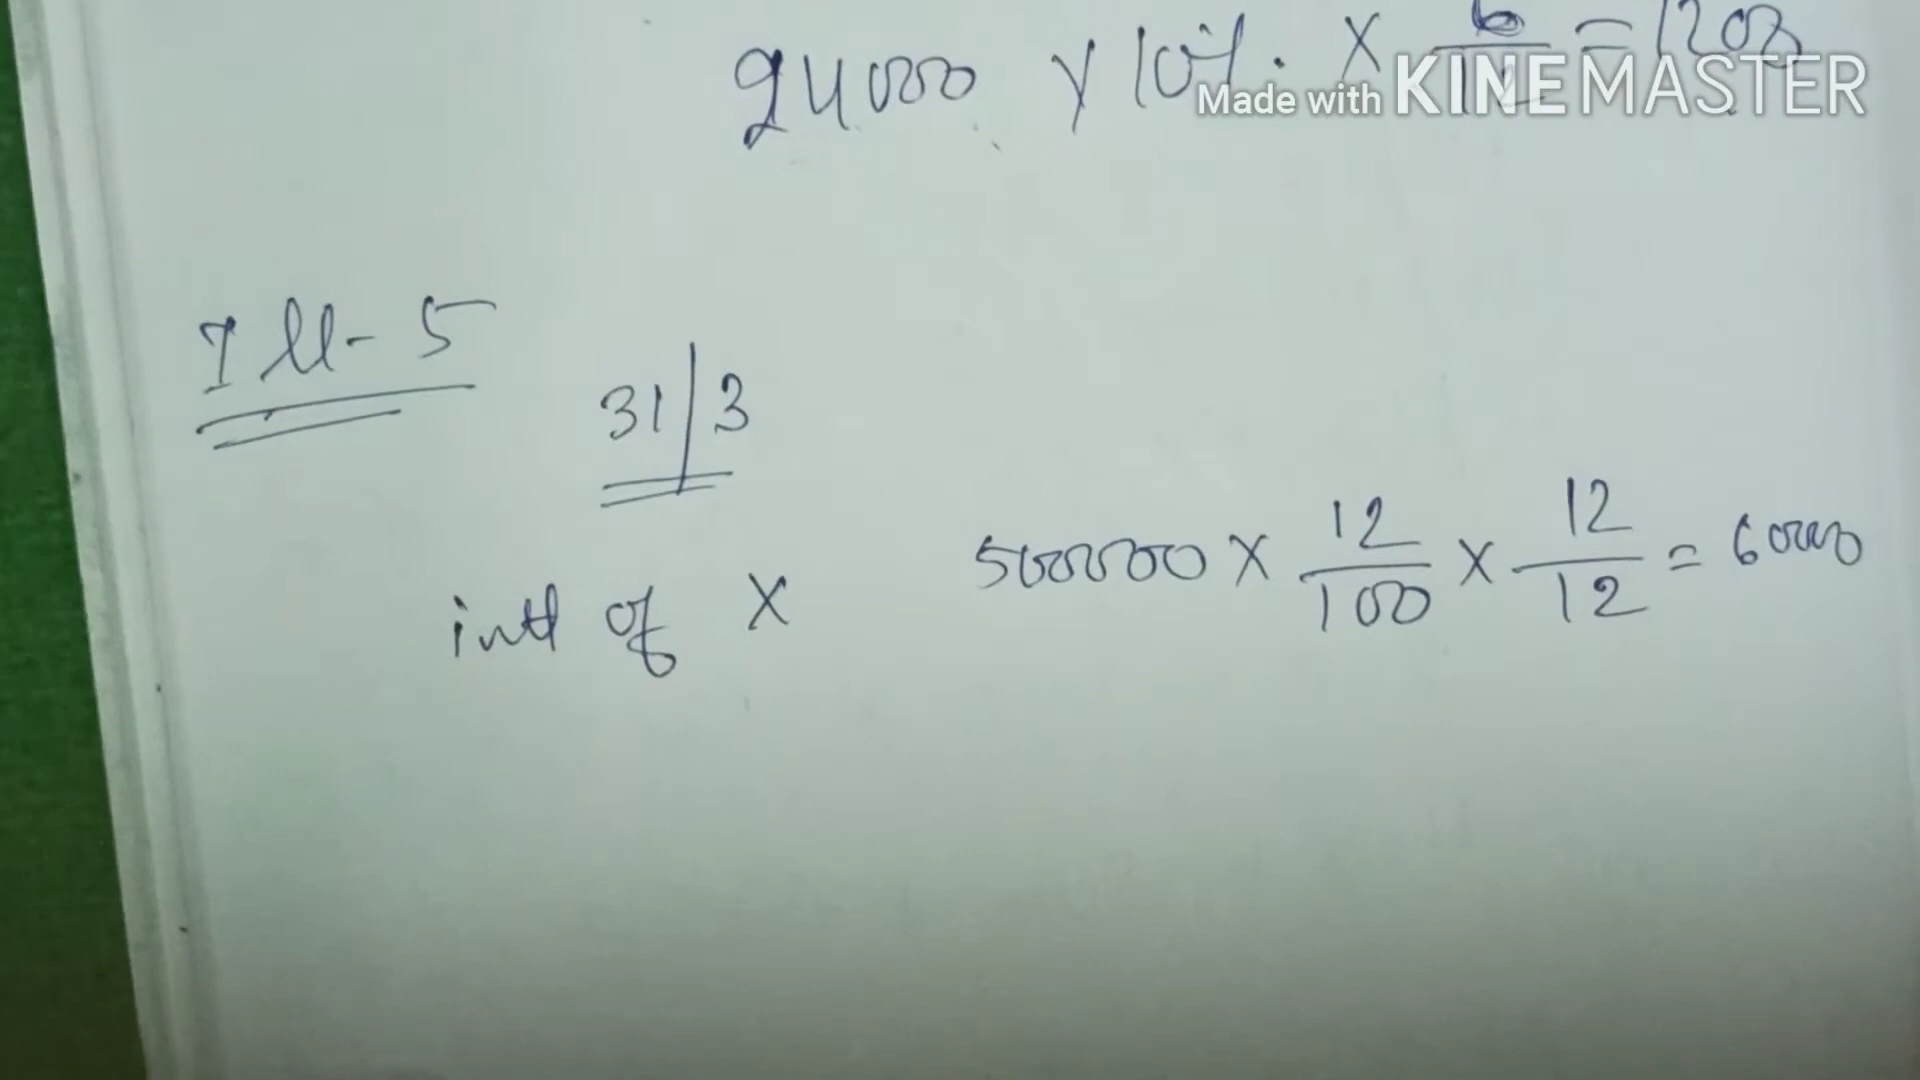 24000 × 10%. × 6/12 = 1200
Made with KINEMASTER
Ill - 5
31/3
intt of X 500000 × 12/100 × 12/12 = 60000